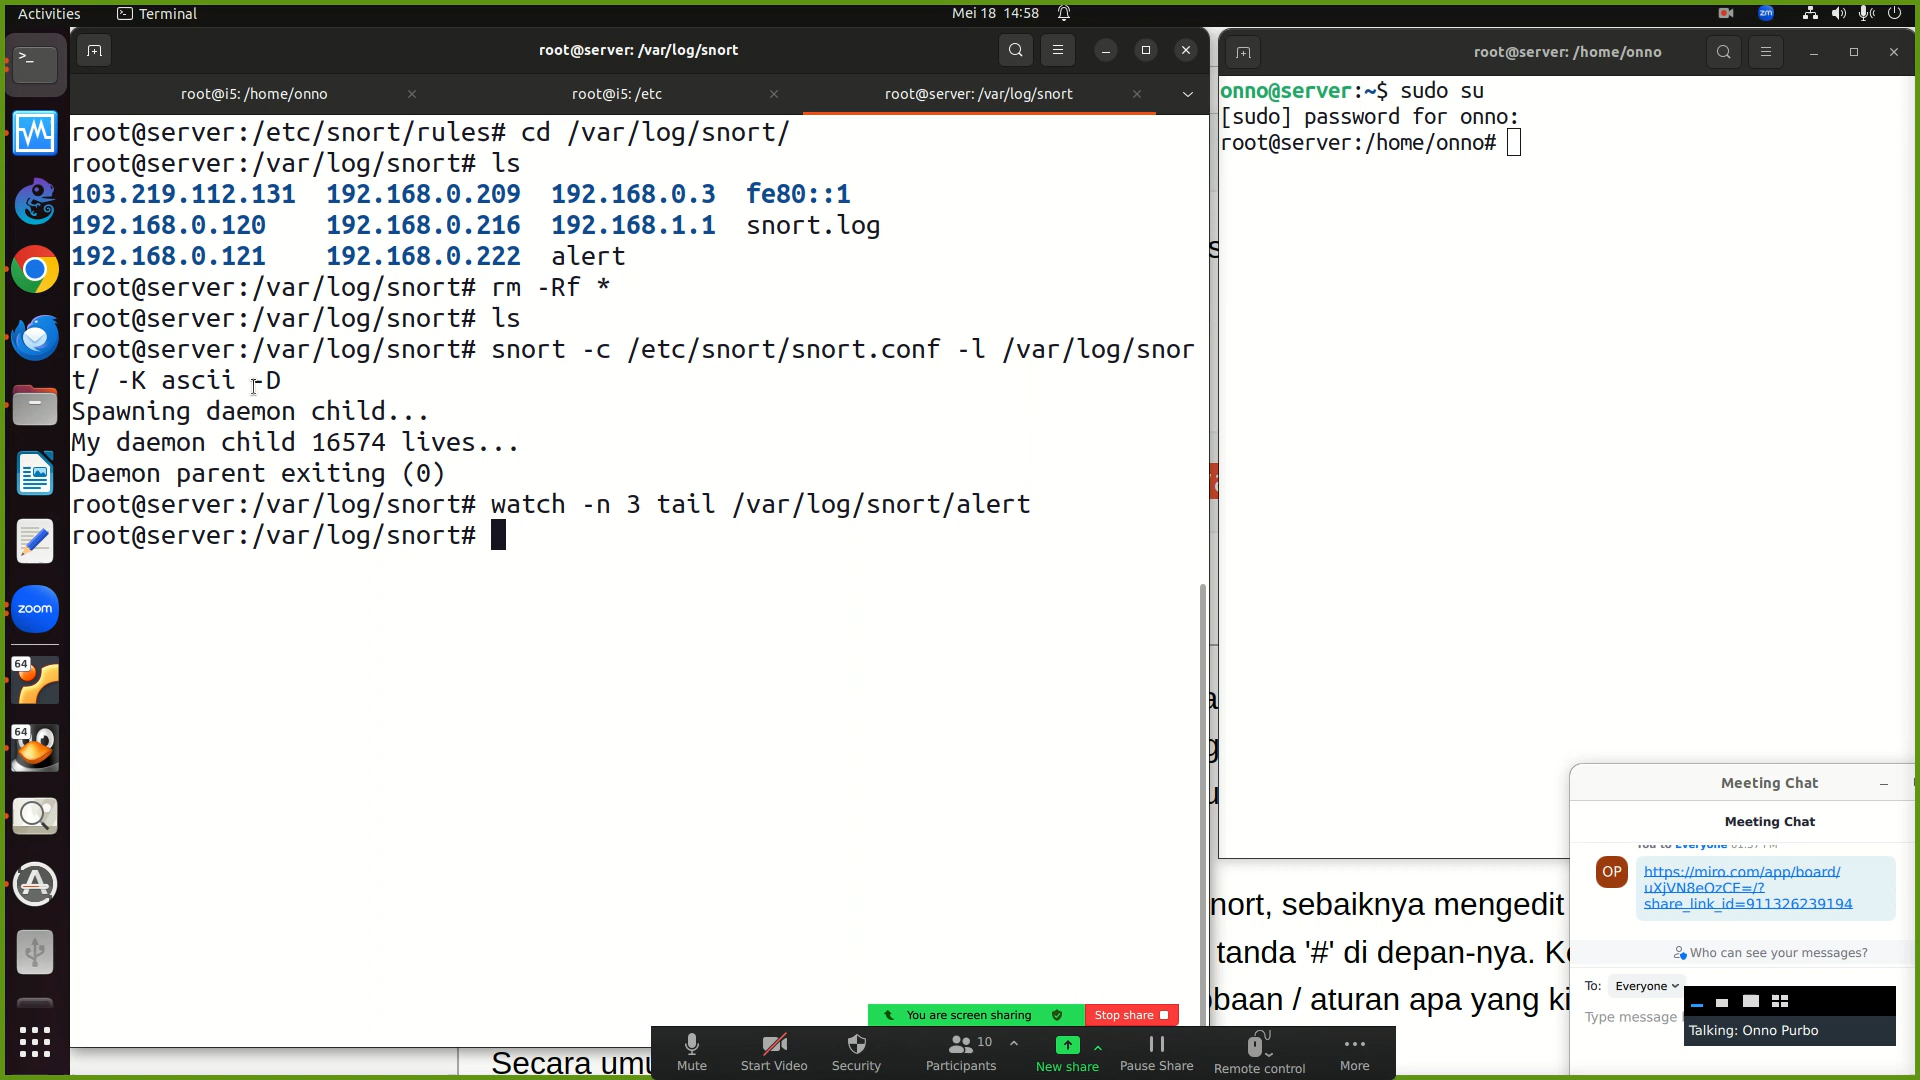 Activities
Terminal
Mei 18 14:58
zm
root@server: /var/log/snort
root@i5: /home/onno
root@i5: /etc
root@server: /var/log/snort
root@server:/etc/snort/rules# cd /var/log/snort/
root@server:/var/log/snort# ls
103.219.112.131 192.168.0.209 192.168.0.3 fe80::1
192.168.0.120 192.168.0.216 192.168.1.1 snort.log
192.168.0.121 192.168.0.222 alert
root@server:/var/log/snort# rm -Rf *
root@server:/var/log/snort# ls
root@server:/var/log/snort# snort -c /etc/snort/snort.conf -l /var/log/snor
t/ -K ascii -D
Spawning daemon child...
My daemon child 16574 lives...
Daemon parent exiting (0)
root@server:/var/log/snort# watch -n 3 tail /var/log/snort/alert
root@server:/var/log/snort#
root@server: /home/onno
onno@server:~$ sudo su
[sudo] password for onno:
root@server:/home/onno#
zoom
64
64
nort, sebaiknya mengedit
tanda '#' di depan-nya. Ke
baan / aturan apa yang ki
Secara umu
Meeting Chat
Meeting Chat
You to Everyone 01:57 PM
OP
https://miro.com/app/board/
uXjVN8eOzCE=/?
share_link_id=911326239194
Who can see your messages?
To: Everyone
Type message
Talking: Onno Purbo
You are screen sharing
Stop share
Mute
Start Video
Security
Participants
10
New share
Pause Share
Remote control
More